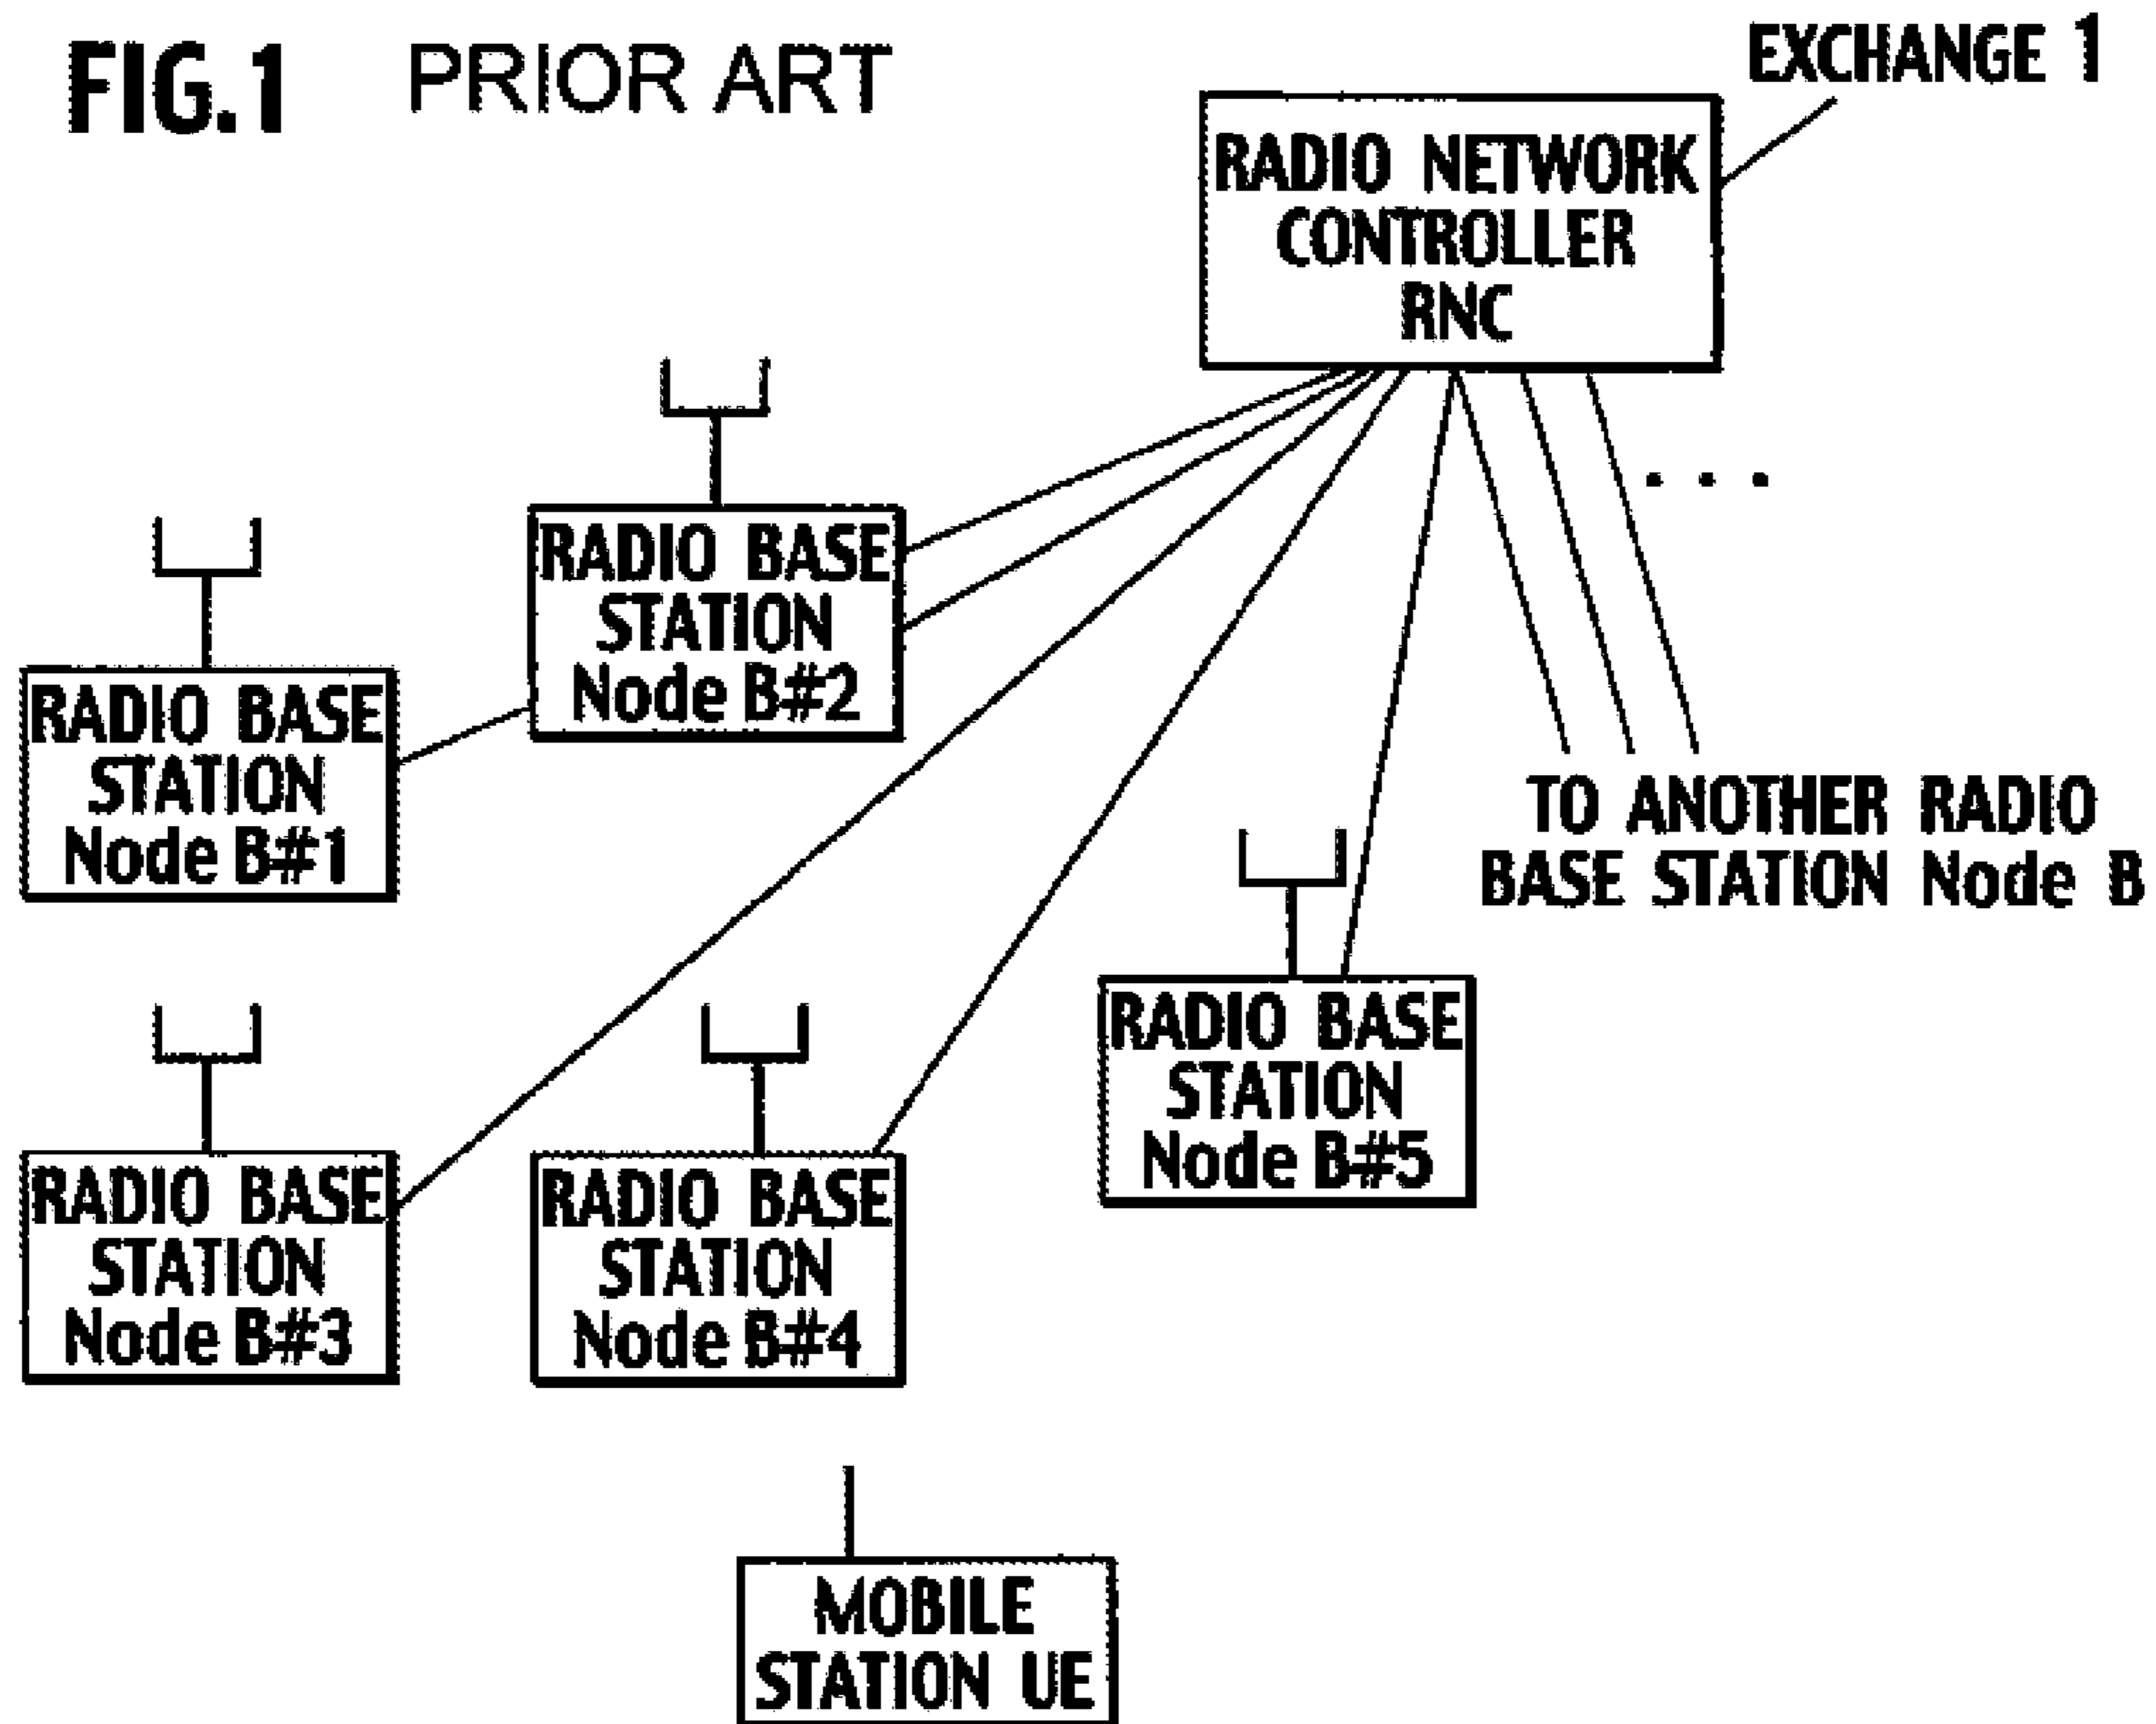 FIG.1 PRIOR ART
EXCHANGE 1
RADIO NETWORK
CONTROLLER
RNC
RADIO BASE
STATION
Node B#2
RADIO BASE
STATION
Node B#1
TO ANOTHER RADIO
BASE STATION Node B
RADIO BASE
STATION
Node B#5
RADIO BASE
STATION
Node B#3
RADIO BASE
STATION
Node B#4
MOBILE
STATION UE